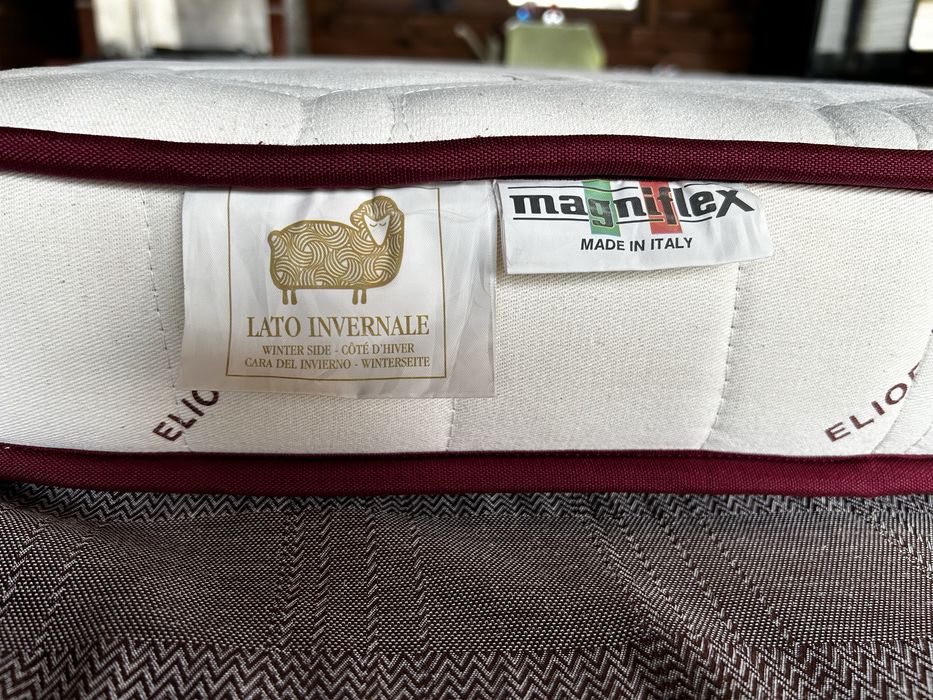 LATO INVERNALE
WINTER SIDE - CÔTÉ D'HIVER
CARA DEL INVIERNO - WINTERSEITE
magniflex
MADE IN ITALY